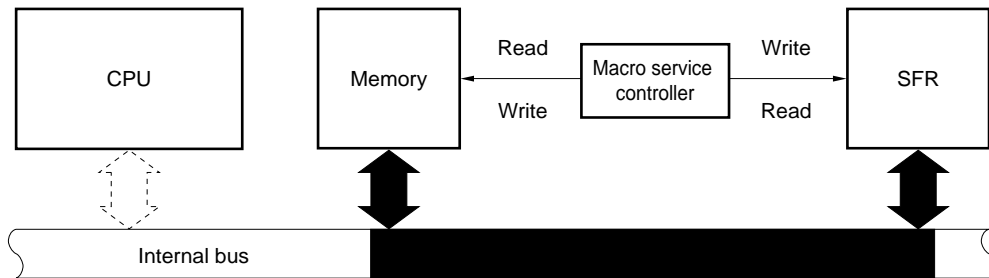 CPU
Memory
Read
Write
Macro service
controller
Write
Read
SFR
Internal bus